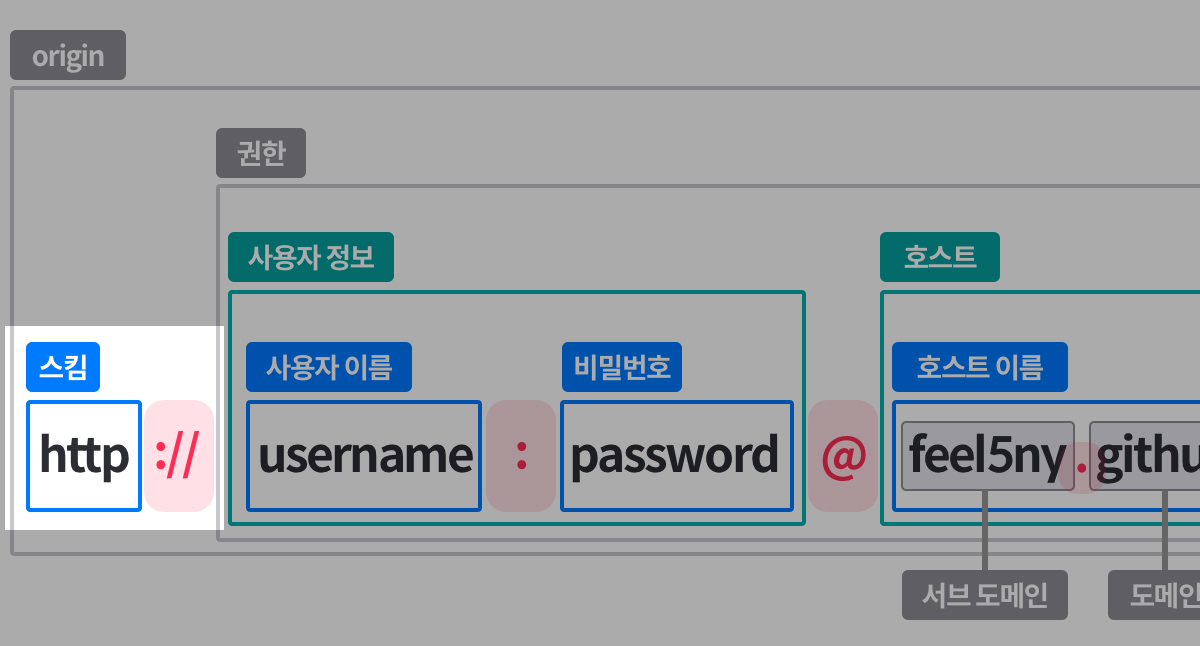 origin
권한
사용자 정보
호스트
스킴
사용자 이름
비밀번호
호스트 이름
http :// username : password @ feel5ny . githu
서브 도메인
도메인